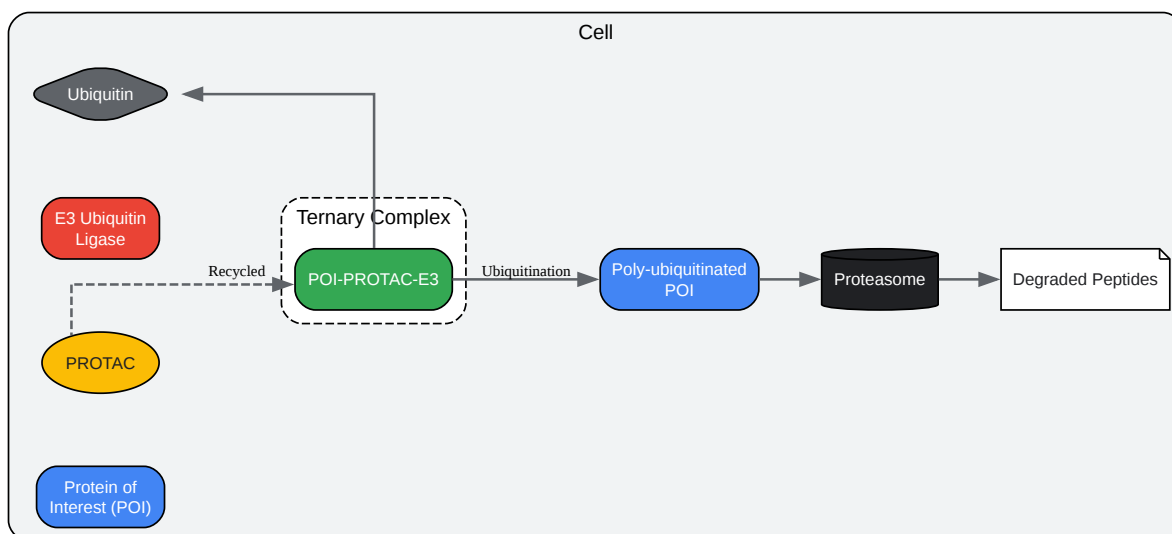 Cell
Ubiquitin
E3 Ubiquitin
Ligase
Ternary Complex
Recycled
POI-PROTAC-E3
Ubiquitination
Poly-ubiquitinated
POI
Proteasome
Degraded Peptides
PROTAC
Protein of
Interest (POI)